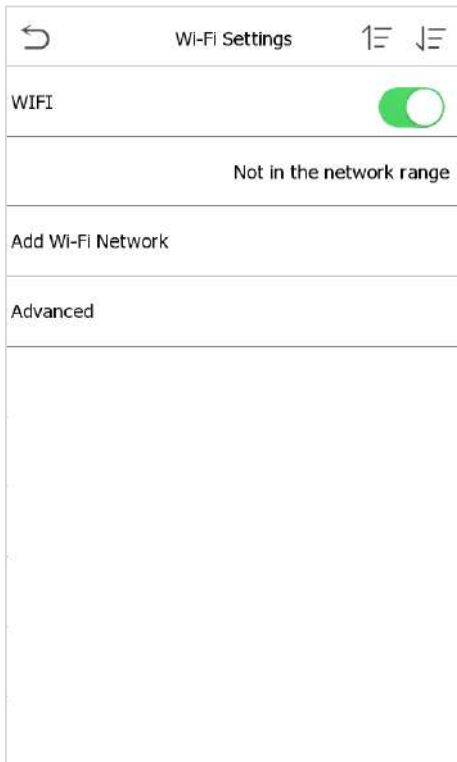 Wi-Fi Settings
WIFI
Not in the network range
Add Wi-Fi Network
Advanced